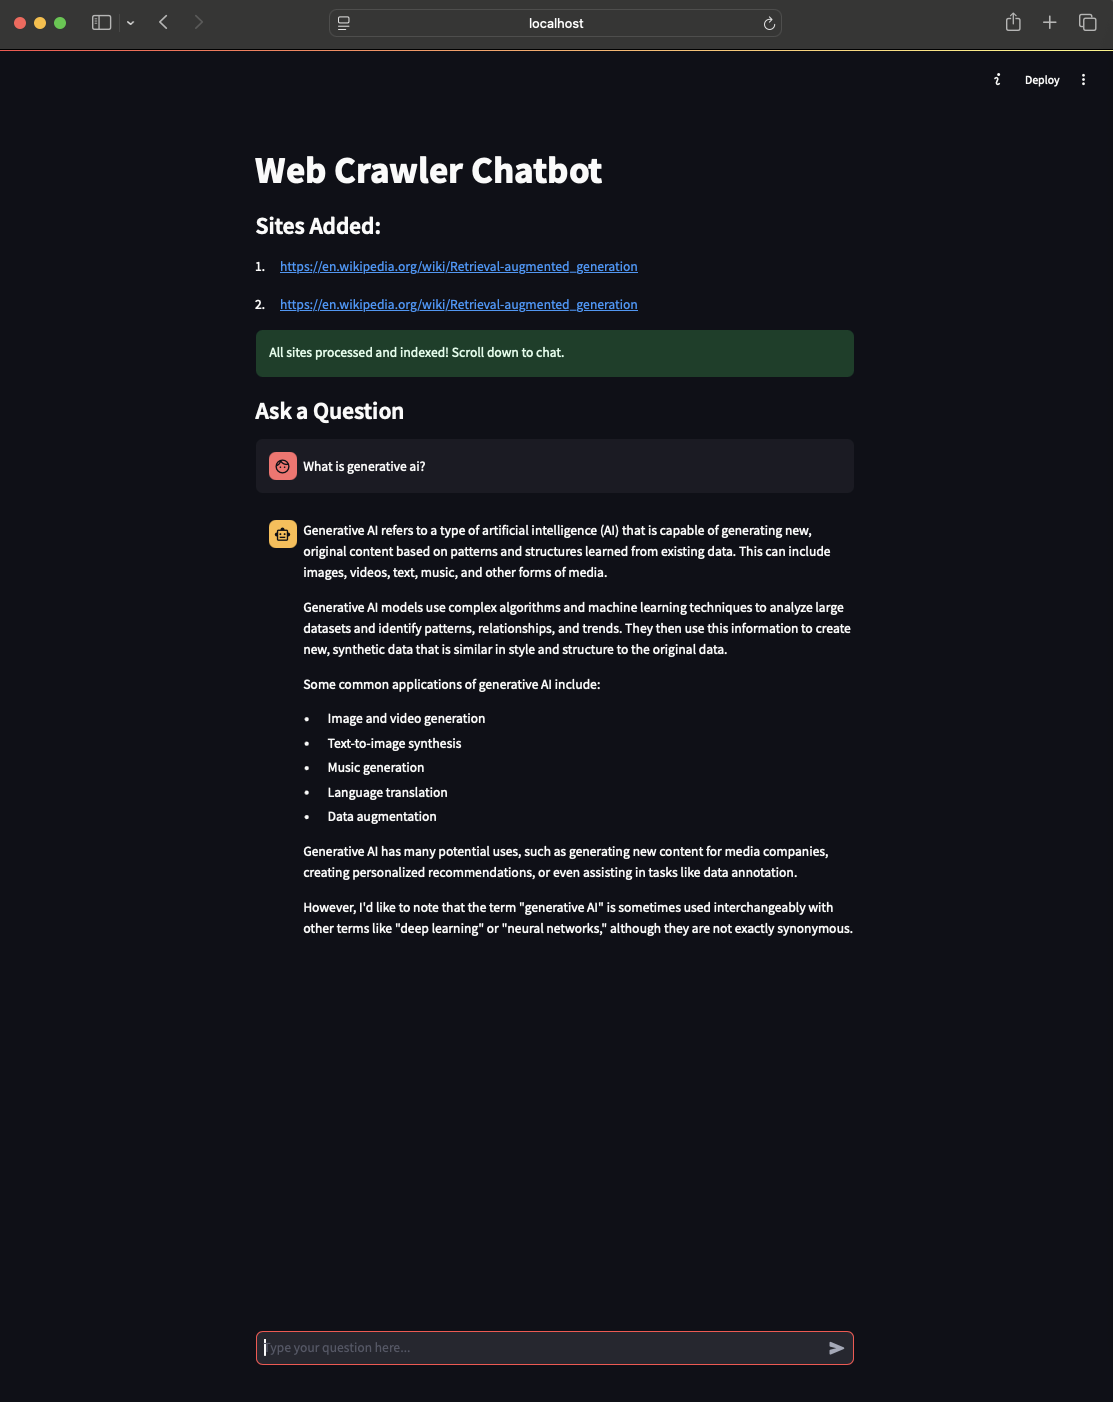 localhost
Deploy
Web Crawler Chatbot
Sites Added:
1. https://en.wikipedia.org/wiki/Retrieval-augmented_generation
2. https://en.wikipedia.org/wiki/Retrieval-augmented_generation
All sites processed and indexed! Scroll down to chat.
Ask a Question
What is generative ai?
Generative AI refers to a type of artificial intelligence (AI) that is capable of generating new,
original content based on patterns and structures learned from existing data. This can include
images, videos, text, music, and other forms of media.
Generative AI models use complex algorithms and machine learning techniques to analyze large
datasets and identify patterns, relationships, and trends. They then use this information to create
new, synthetic data that is similar in style and structure to the original data.
Some common applications of generative AI include:
• Image and video generation
• Text-to-image synthesis
• Music generation
• Language translation
• Data augmentation
Generative AI has many potential uses, such as generating new content for media companies,
creating personalized recommendations, or even assisting in tasks like data annotation.
However, I'd like to note that the term "generative AI" is sometimes used interchangeably with
other terms like "deep learning" or "neural networks," although they are not exactly synonymous.
Type your question here...